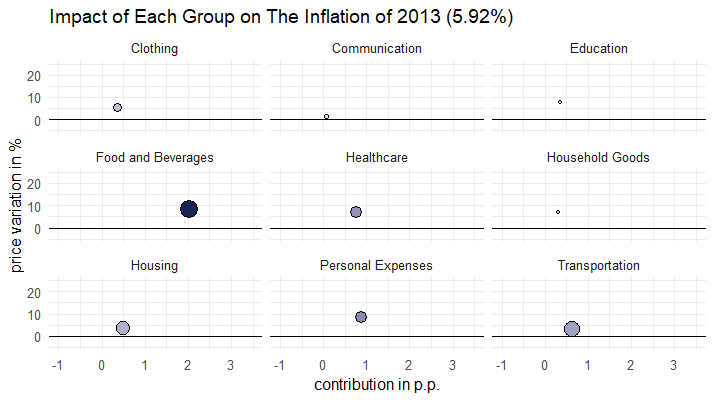 Impact of Each Group on The Inflation of 2013 (5.92%)
Clothing Communication Education
20
10
0
Food and Beverages Healthcare Household Goods
20
10
0
Housing Personal Expenses Transportation
20
10
0
-1 0 1 2 3 -1 0 1 2 3 -1 0 1 2 3
contribution in p.p.
price variation in %